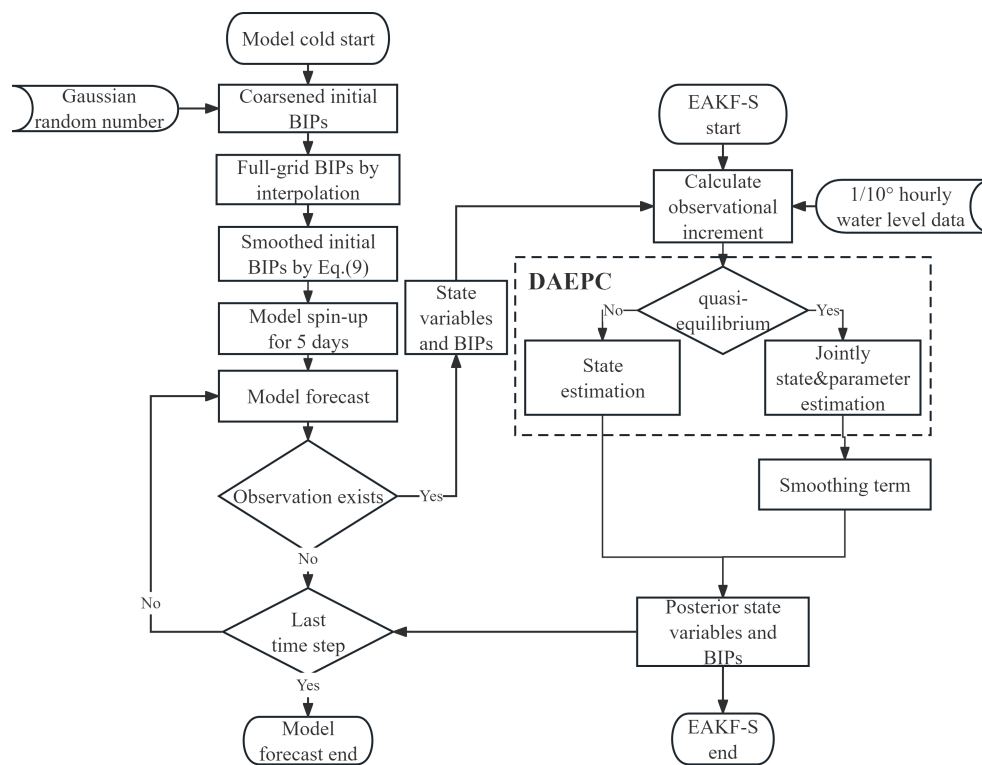 Model cold start
Gaussian
random number
Coarsened initial
BIPs
Full-grid BIPs by
interpolation
Smoothed initial
BIPs by Eq.(9)
Model spin-up
for 5 days
Model forecast
Observation exists
Yes
No
Last
time step
No
Yes
Model
forecast end
State
variables
and BIPs
EAKF-S
start
Calculate
observational
increment
1/10° hourly
water level data
DAEPC
quasi-
equilibrium
No
Yes
State
estimation
Jointly
state&parameter
estimation
Smoothing term
Posterior state
variables and
BIPs
EAKF-S
end